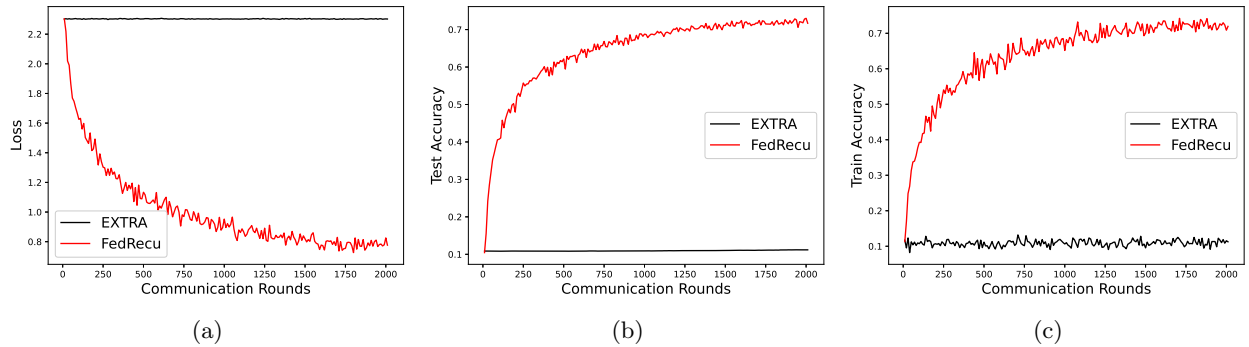 2.2
2.0
1.8
1.6
1.4
1.2
1.0
0.8
Loss
EXTRA
FedRecu
0 250 500 750 1000 1250 1500 1750 2000
Communication Rounds
(a)
0.7
0.6
0.5
0.4
0.3
0.2
0.1
Test Accuracy
EXTRA
FedRecu
0 250 500 750 1000 1250 1500 1750 2000
Communication Rounds
(b)
0.7
0.6
0.5
0.4
0.3
0.2
0.1
Train Accuracy
EXTRA
FedRecu
0 250 500 750 1000 1250 1500 1750 2000
Communication Rounds
(c)